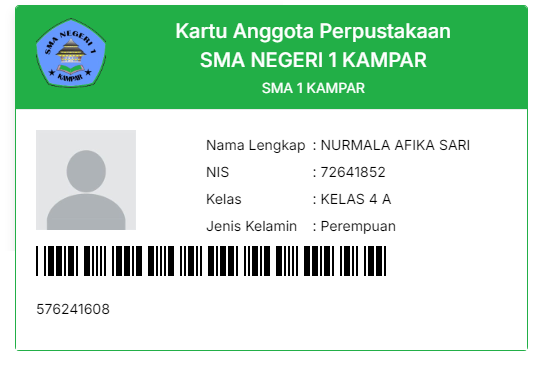 SMA NEGERI 1
KAMPAR
Kartu Anggota Perpustakaan
SMA NEGERI 1 KAMPAR
SMA 1 KAMPAR
Nama Lengkap : NURMALA AFIKA SARI
NIS : 72641852
Kelas : KELAS 4 A
Jenis Kelamin : Perempuan
576241608